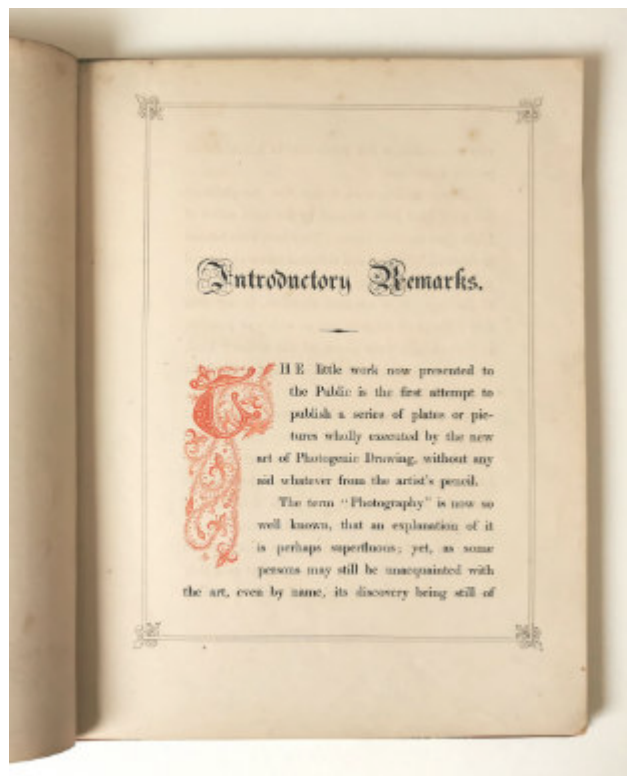 Introductory Remarks.
THE little work now presented to
the Public is the first attempt to
publish a series of plates or pic-
tures wholly executed by the new
art of Photogenic Drawing, without any
aid whatever from the artist's pencil.
The term "Photography" is now so
well known, that an explanation of it
is perhaps superfluous; yet, as some
persons may still be unacquainted with
the art, even by name, its discovery being still of